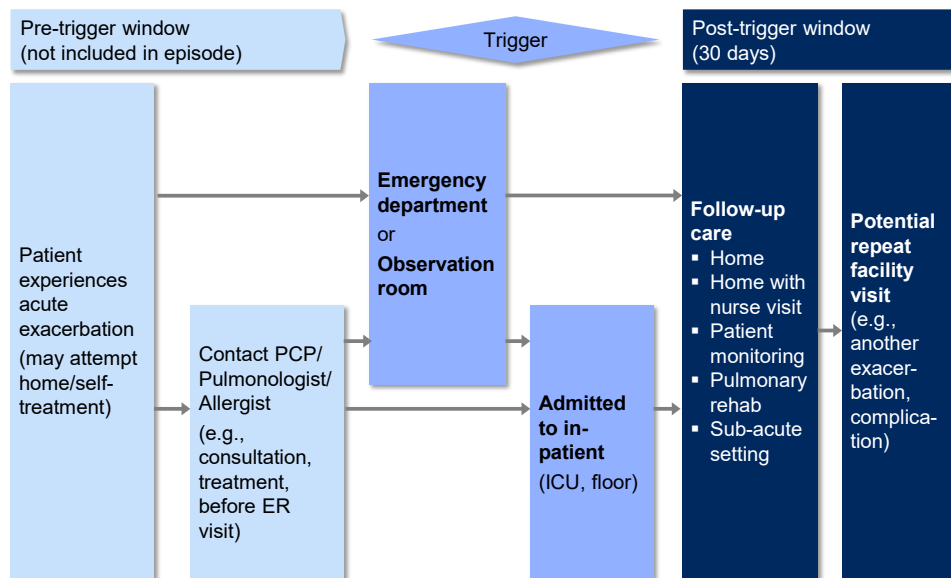 Pre-trigger window
(not included in episode)
Trigger
Post-trigger window
(30 days)
Patient
experiences
acute
exacerbation
(may attempt
home/self-
treatment)
Contact PCP/
Pulmonologist/
Allergist
(e.g.,
consultation,
treatment,
before ER
visit)
Emergency
department
or
Observation
room
Admitted
to in-
patient
(ICU, floor)
Follow-up
care
▪ Home
▪ Home with
nurse visit
▪ Patient
monitoring
▪ Pulmonary
rehab
▪ Sub-acute
setting
Potential
repeat
facility
visit
(e.g.,
another
exacer-
bation,
complica-
tion)